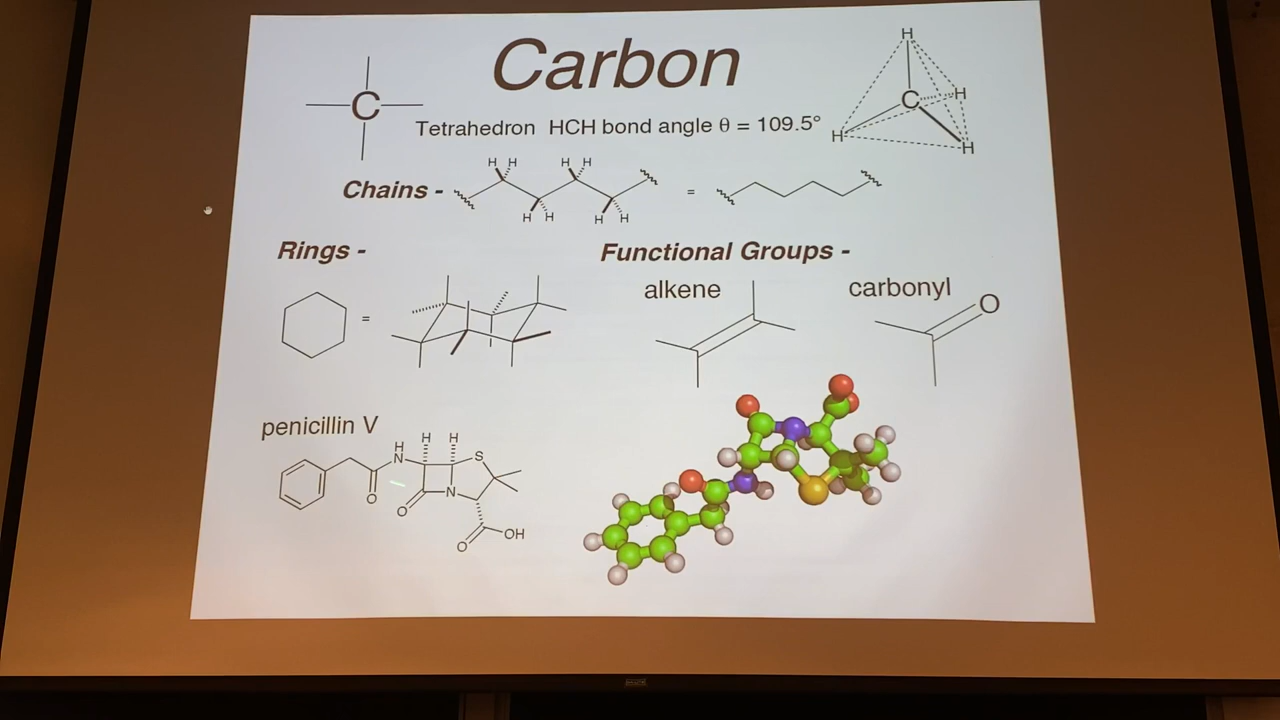 Carbon
C
Tetrahedron HCH bond angle θ = 109.5°
H
C
H
H
H
Chains -
H H
H H
H H
H H
=
Rings -
=
Functional Groups -
alkene
carbonyl
O
penicillin V
H
N
H
H
S
O
O
N
O
OH